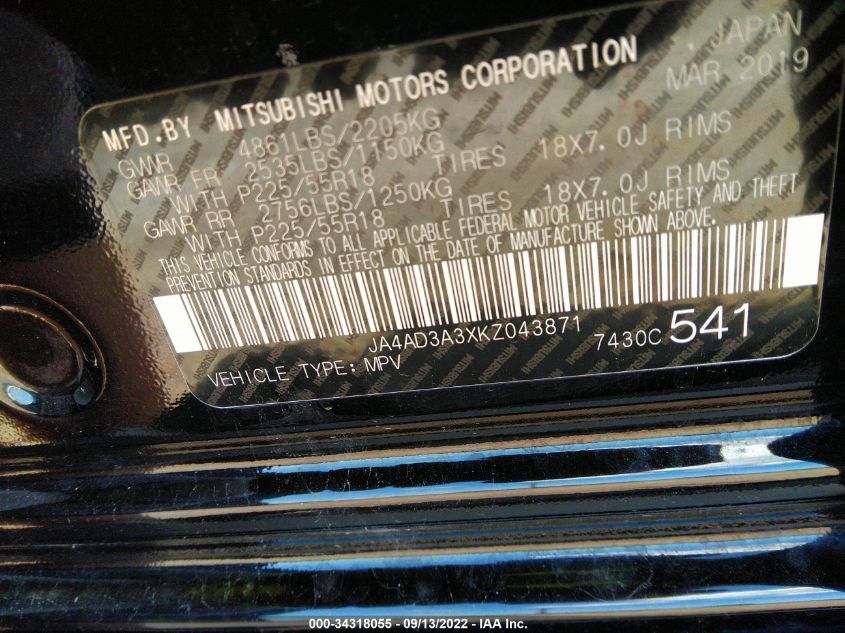 MFD.BY MITSUBISHI MOTORS CORPORATION , JAPAN
MAR 2019
GVWR 4861LBS/2205KG
GAWR FR 2535LBS/1150KG
WITH P225/55R18 TIRES 18X7.0J RIMS
GAWR RR 2756LBS/1250KG
WITH P225/55R18 TIRES 18X7.0J RIMS
THIS VEHICLE CONFORMS TO ALL APPLICABLE FEDERAL MOTOR VEHICLE SAFETY AND THEFT
PREVENTION STANDARDS IN EFFECT ON THE DATE OF MANUFACTURE SHOWN ABOVE.
JA4AD3A3XKZ043871 7430C 541
VEHICLE TYPE: MPV
000-34318055 - 09/13/2022 - IAA Inc.